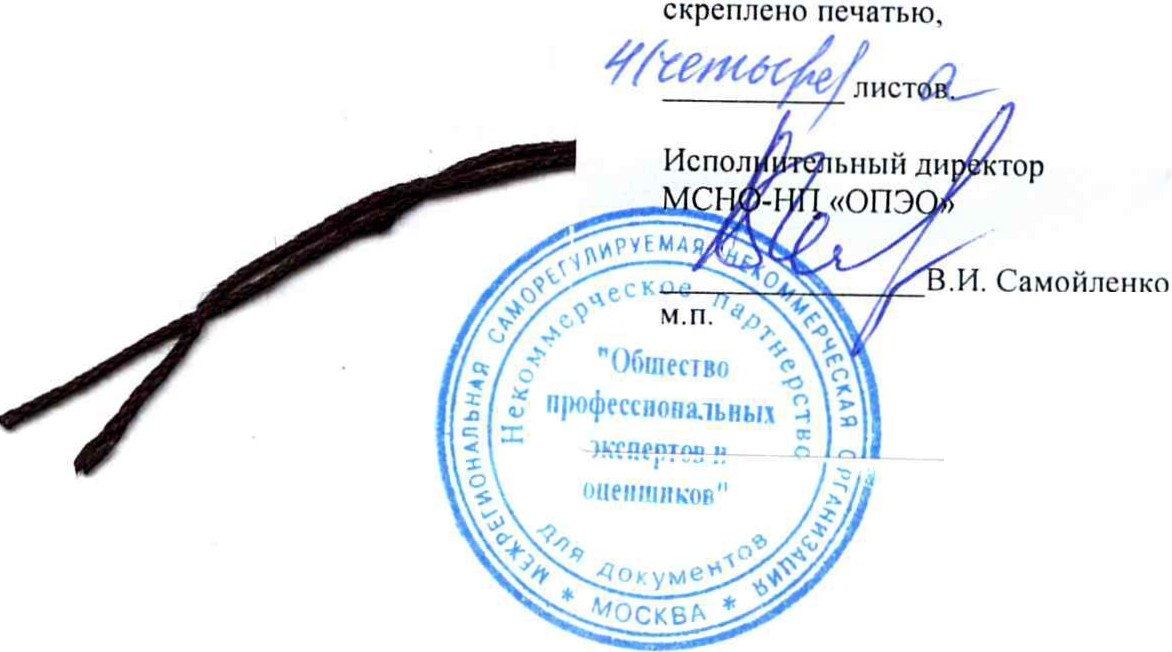 скреплено печатью,
4(четыре) листов.а
Исполнительный директор
МСНО-НП «ОПЭО»
В.И. Самойленко
м.п.
МЕЖРЕГИОНАЛЬНАЯ САМОРЕГУЛИРУЕМАЯ НЕКОММЕРЧЕСКАЯ ОРГАНИЗАЦИЯ
Некоммерческое партнерство
"Общество
профессиональных
экспертов и
оценщиков"
для документов
* МОСКВА *